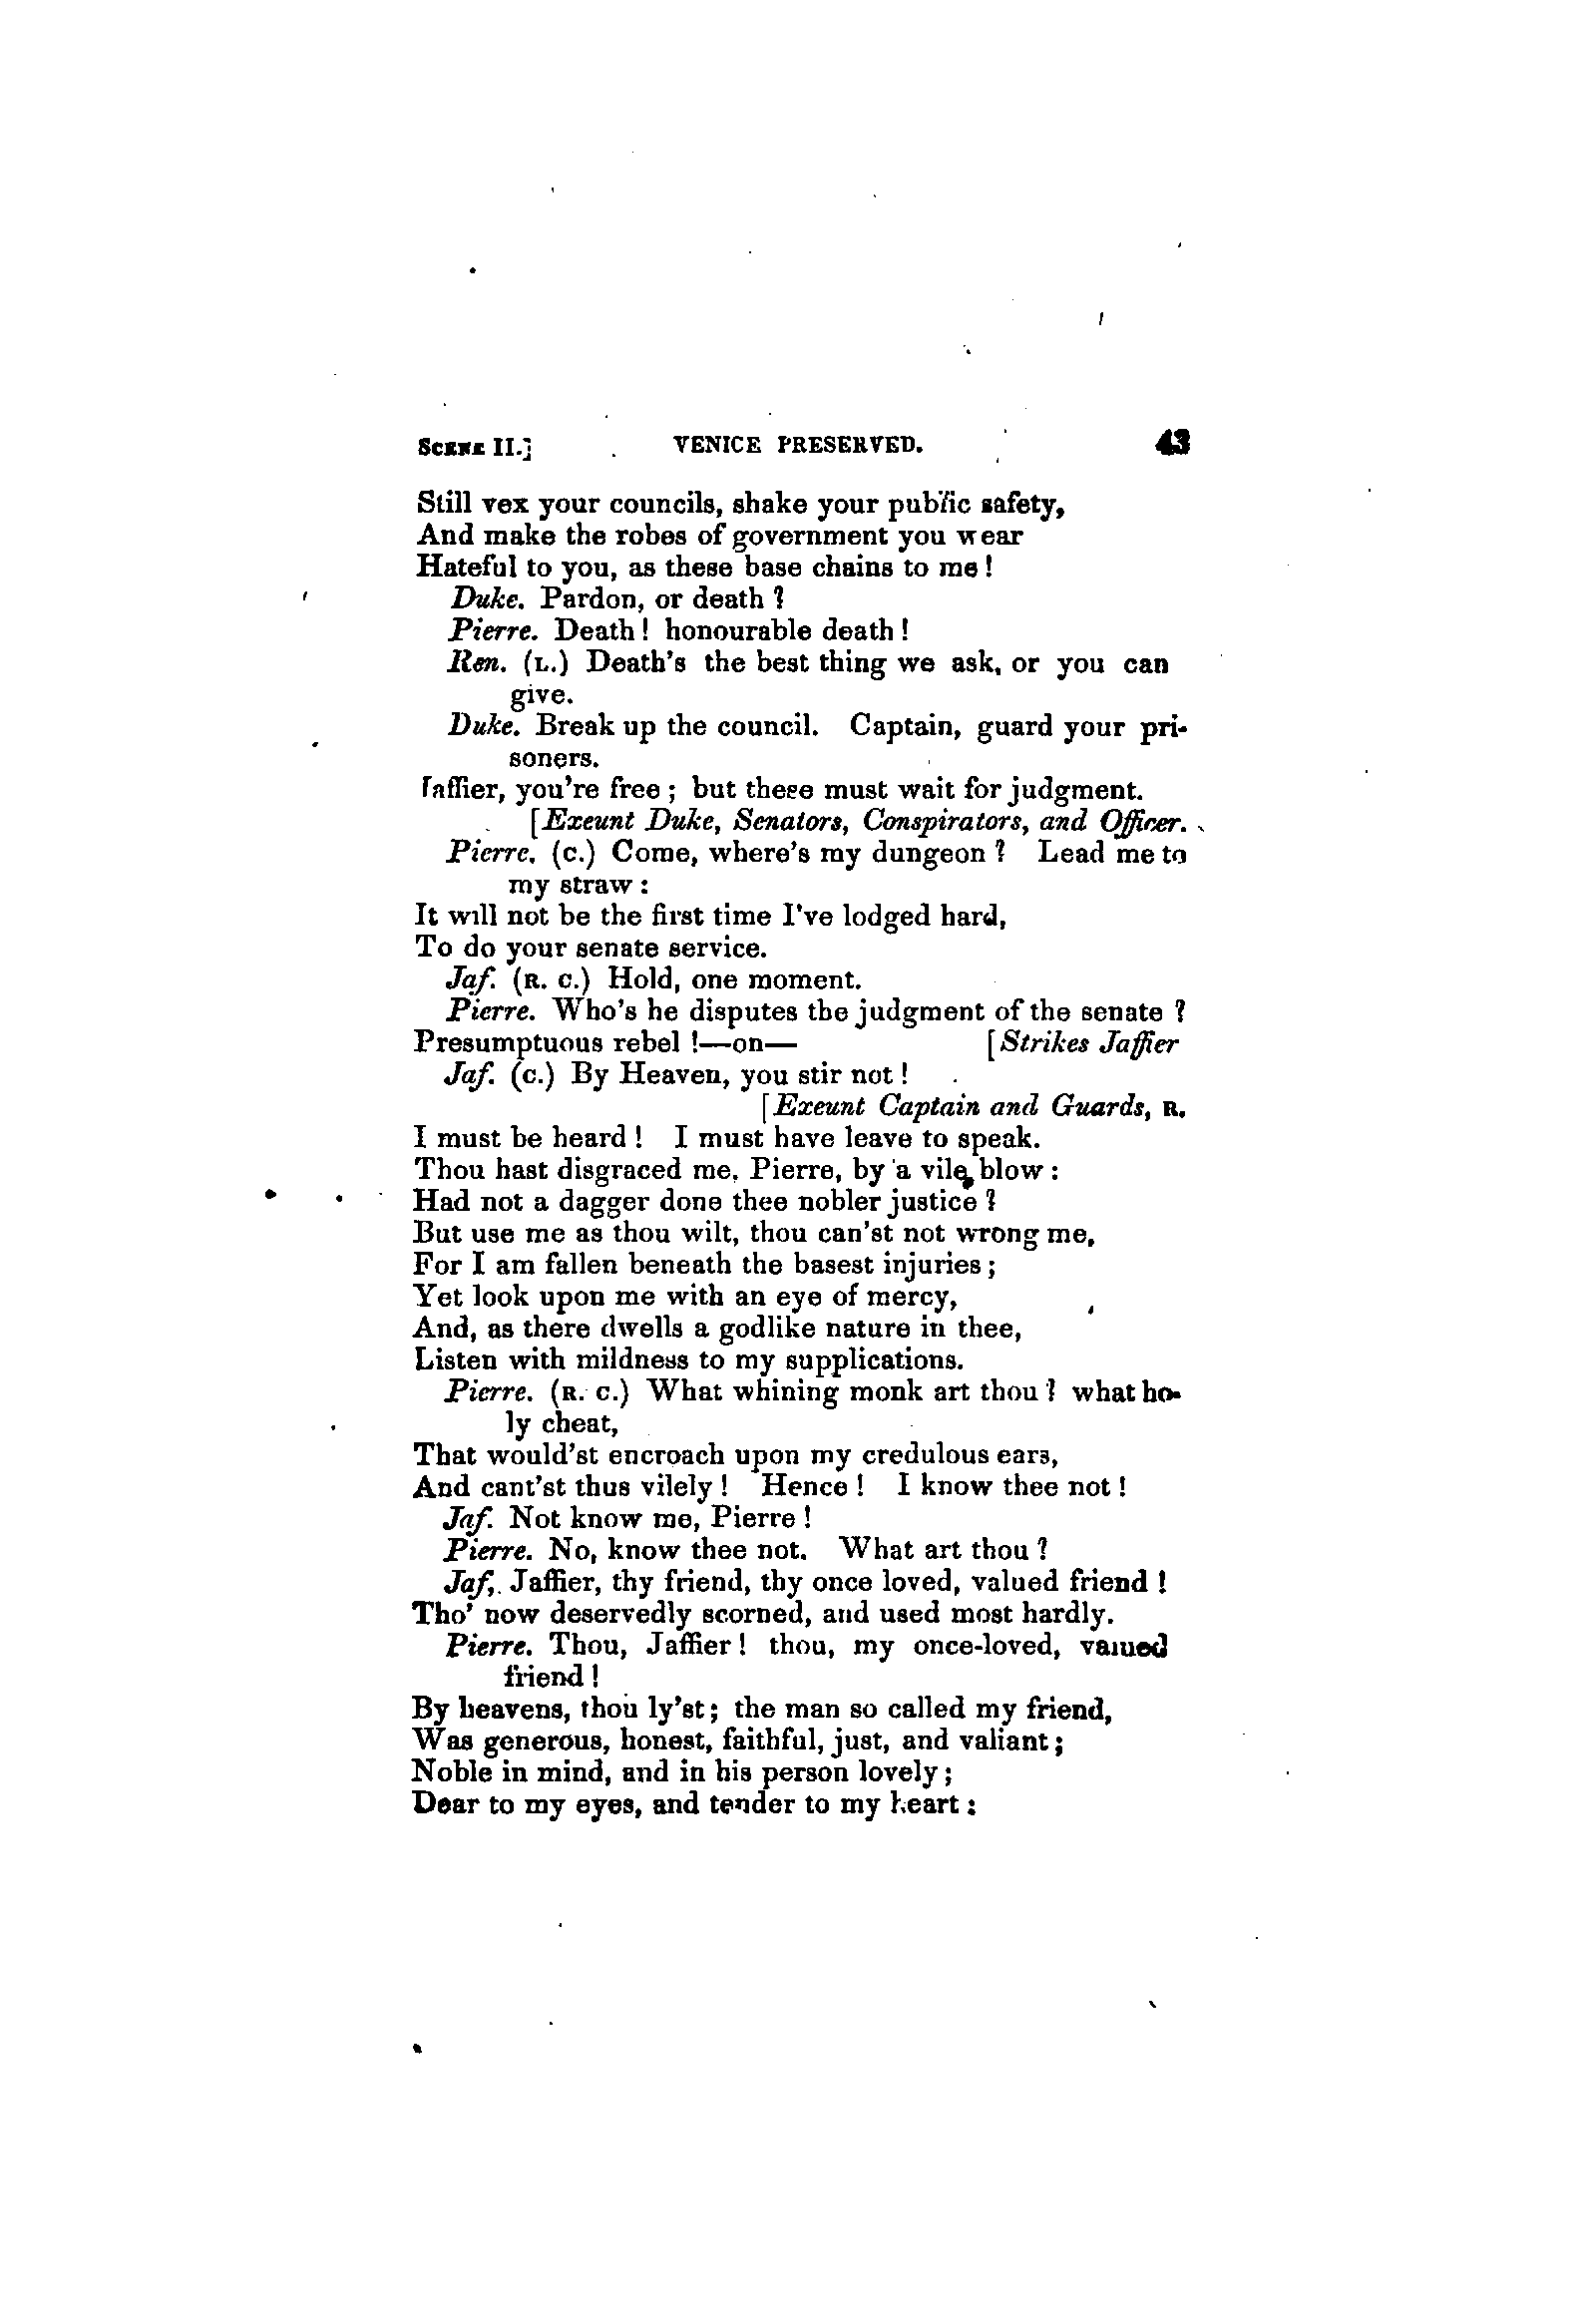 SCENE II.] VENICE PRESERVED. 43
Still vex your councils, shake your public safety,
And make the robes of government you wear
Hateful to you, as these base chains to me!
Duke. Pardon, or death?
Pierre. Death! honourable death!
Ren. (L.) Death's the best thing we ask, or you can
give.
Duke. Break up the council. Captain, guard your pri-
soners.
Jaffier, you're free; but these must wait for judgment.
[Exeunt Duke, Senators, Conspirators, and Officer.
Pierre. (C.) Come, where's my dungeon? Lead me to
my straw:
It will not be the first time I've lodged hard,
To do your senate service.
Jaf. (R. C.) Hold, one moment.
Pierre. Who's he disputes the judgment of the senate?
Presumptuous rebel!—on— [Strikes Jaffier
Jaf. (C.) By Heaven, you stir not!
[Exeunt Captain and Guards, R.
I must be heard! I must have leave to speak.
Thou hast disgraced me, Pierre, by a vile blow:
Had not a dagger done thee nobler justice?
But use me as thou wilt, thou can'st not wrong me,
For I am fallen beneath the basest injuries;
Yet look upon me with an eye of mercy,
And, as there dwells a godlike nature in thee,
Listen with mildness to my supplications.
Pierre. (R. C.) What whining monk art thou? what ho-
ly cheat,
That would'st encroach upon my credulous ears,
And cant'st thus vilely! Hence! I know thee not!
Jaf. Not know me, Pierre!
Pierre. No, know thee not. What art thou?
Jaf. Jaffier, thy friend, thy once loved, valued friend!
Tho' now deservedly scorned, and used most hardly.
Pierre. Thou, Jaffier! thou, my once-loved, valued
friend!
By heavens, thou ly'st; the man so called my friend,
Was generous, honest, faithful, just, and valiant;
Noble in mind, and in his person lovely;
Dear to my eyes, and tender to my heart: